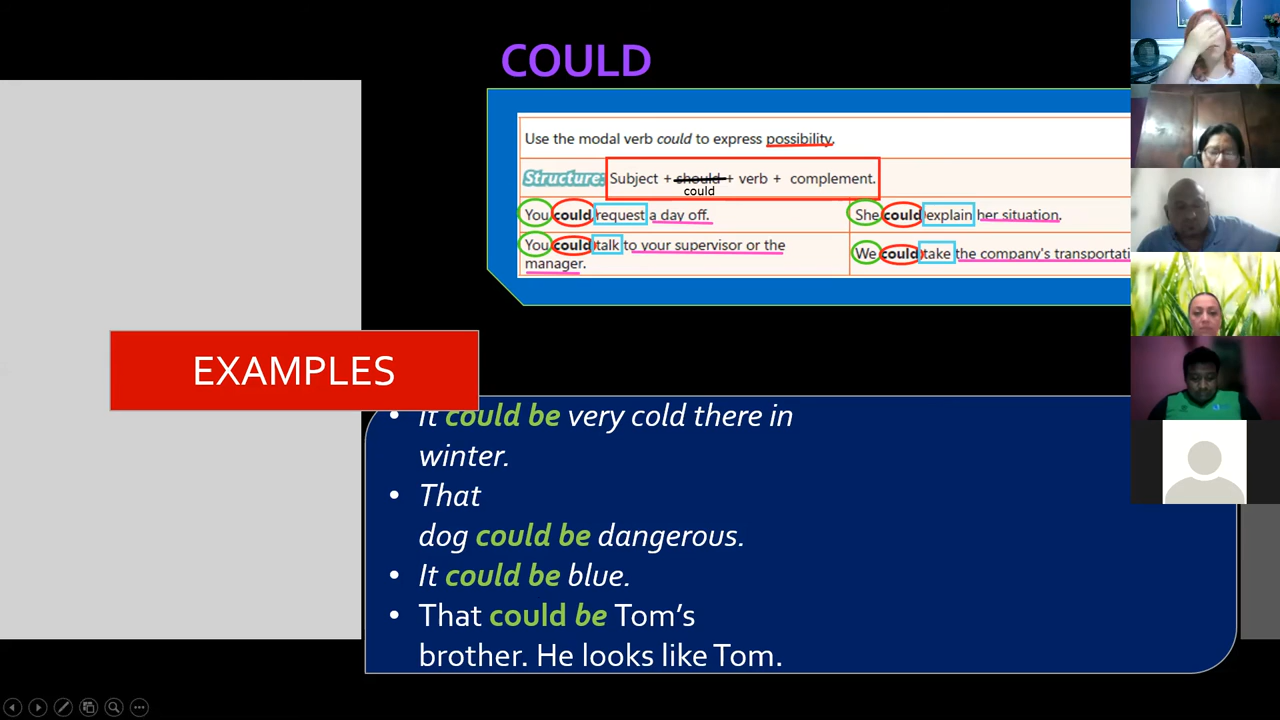 COULD
Use the modal verb could to express possibility.
Structure: Subject + should + verb + complement.
could
You could request a day off.
She could explain her situation.
You could talk to your supervisor or the
manager.
We could take the company's transportati
EXAMPLES
• It could be very cold there in
winter.
• That
dog could be dangerous.
• It could be blue.
• That could be Tom's
brother. He looks like Tom.